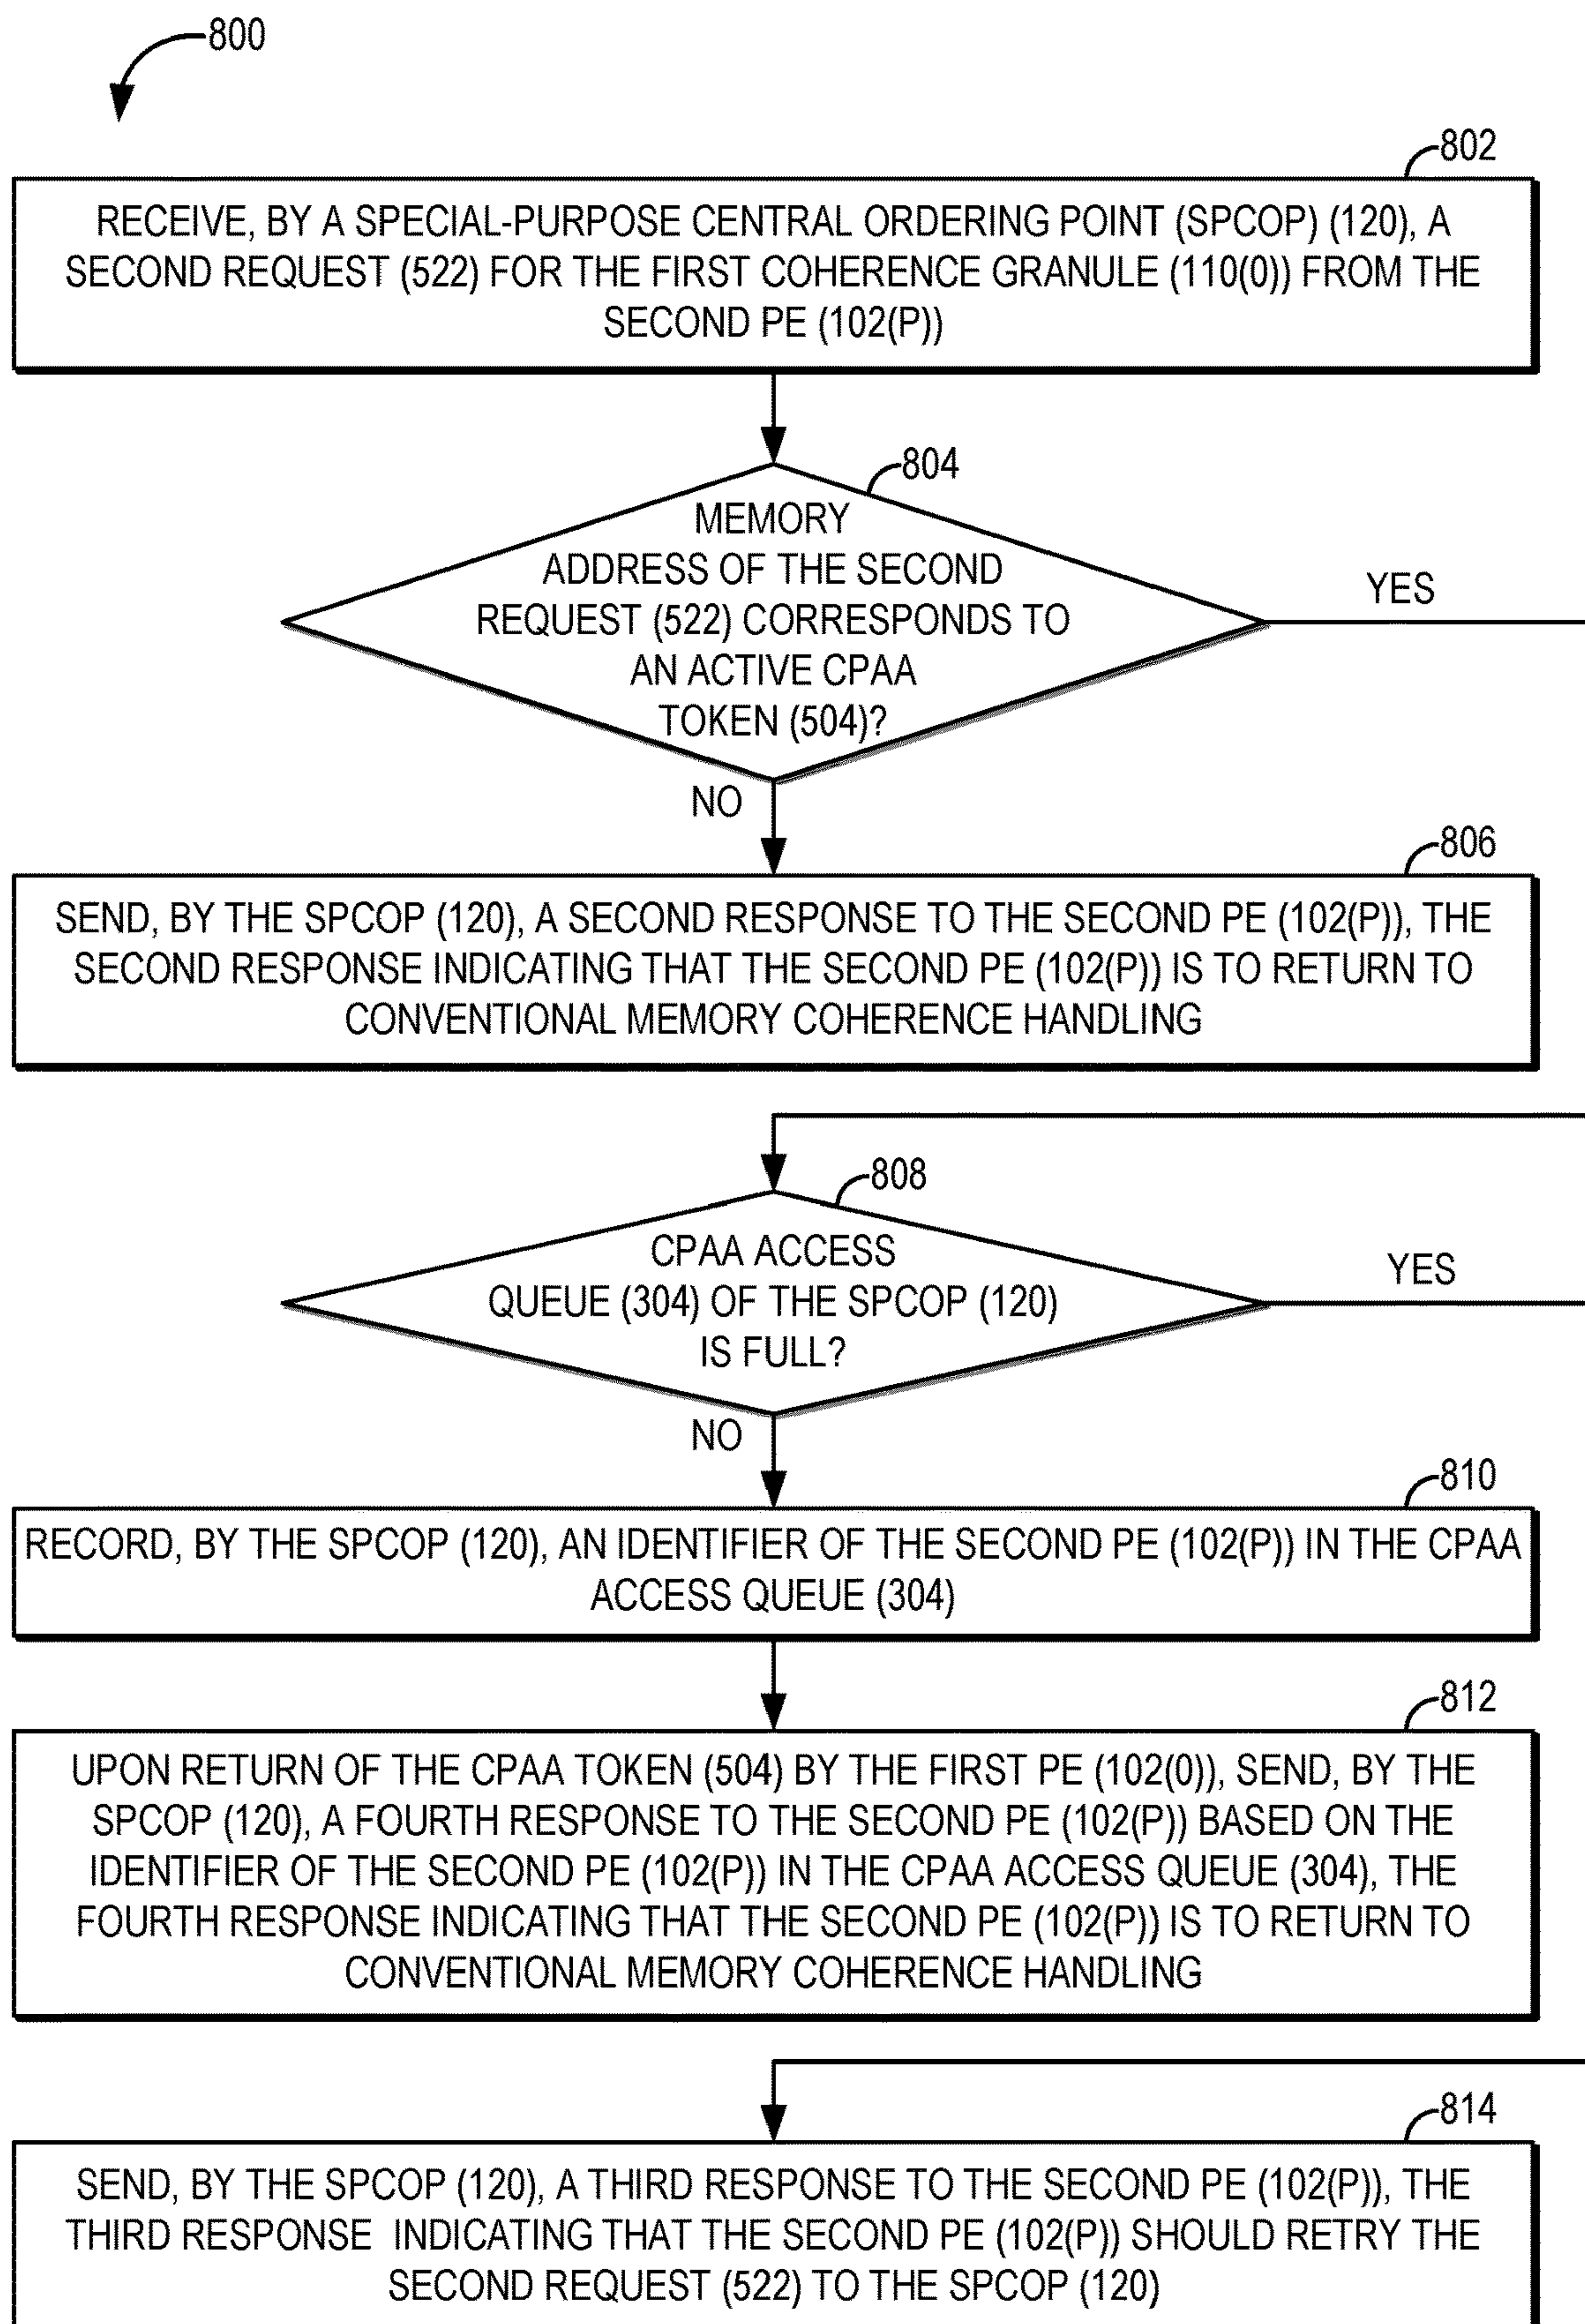 800
802
RECEIVE, BY A SPECIAL-PURPOSE CENTRAL ORDERING POINT (SPCOP) (120), A
SECOND REQUEST (522) FOR THE FIRST COHERENCE GRANULE (110(0)) FROM THE
SECOND PE (102(P))
804
MEMORY
ADDRESS OF THE SECOND
REQUEST (522) CORRESPONDS TO
AN ACTIVE CPAA
TOKEN (504)?
YES
NO
806
SEND, BY THE SPCOP (120), A SECOND RESPONSE TO THE SECOND PE (102(P)), THE
SECOND RESPONSE INDICATING THAT THE SECOND PE (102(P)) IS TO RETURN TO
CONVENTIONAL MEMORY COHERENCE HANDLING
808
CPAA ACCESS
QUEUE (304) OF THE SPCOP (120)
IS FULL?
YES
NO
810
RECORD, BY THE SPCOP (120), AN IDENTIFIER OF THE SECOND PE (102(P)) IN THE CPAA
ACCESS QUEUE (304)
812
UPON RETURN OF THE CPAA TOKEN (504) BY THE FIRST PE (102(0)), SEND, BY THE
SPCOP (120), A FOURTH RESPONSE TO THE SECOND PE (102(P)) BASED ON THE
IDENTIFIER OF THE SECOND PE (102(P)) IN THE CPAA ACCESS QUEUE (304), THE
FOURTH RESPONSE INDICATING THAT THE SECOND PE (102(P)) IS TO RETURN TO
CONVENTIONAL MEMORY COHERENCE HANDLING
814
SEND, BY THE SPCOP (120), A THIRD RESPONSE TO THE SECOND PE (102(P)), THE
THIRD RESPONSE INDICATING THAT THE SECOND PE (102(P)) SHOULD RETRY THE
SECOND REQUEST (522) TO THE SPCOP (120)